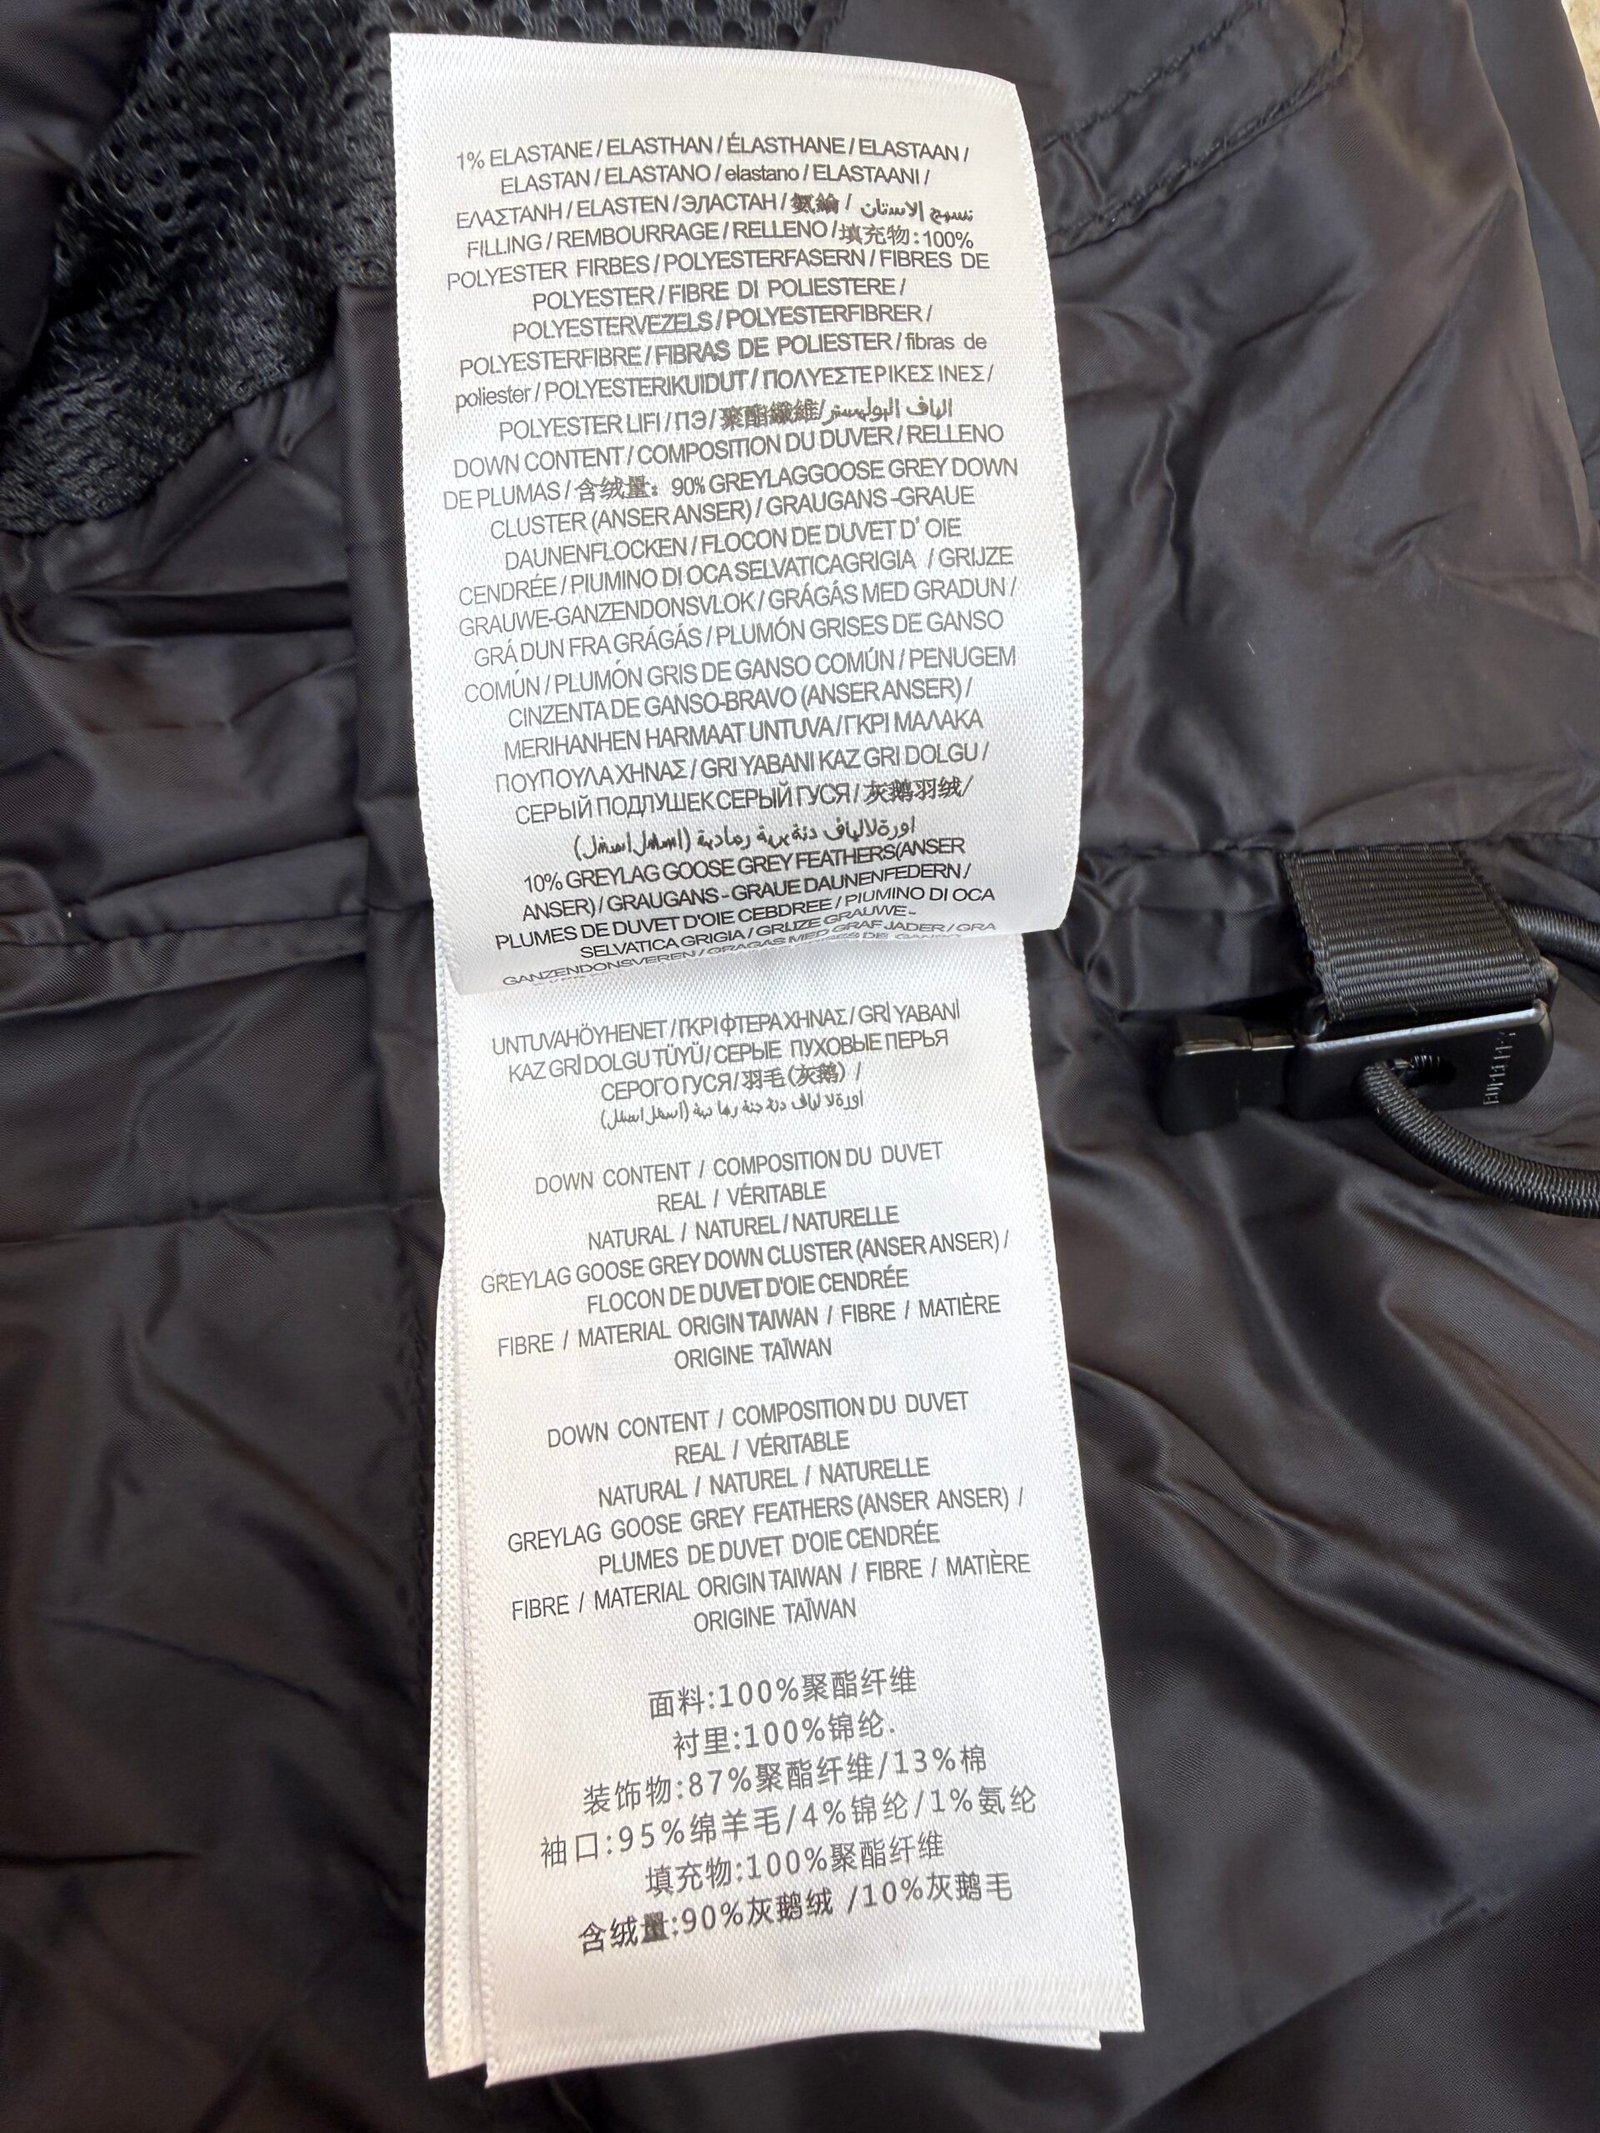 1% ELASTANE / ELASTHAN / ÉLASTHANE / ELASTAAN /
ELASTAN / ELASTANO / elastano / ELASTAANI /
ΕΛΑΣΤΑΝΗ / ELASTEN / ЭЛАСТАН / 氨綸 / نسيج الاستان
FILLING / REMBOURRAGE / RELLENO / 填充物: 100%
POLYESTER FIRBES / POLYESTERFASERN / FIBRES DE
POLYESTER / FIBRE DI POLIESTERE /
POLYESTERVEZELS / POLYESTERFIBRER /
POLYESTERFIBRE / FIBRAS DE POLIESTER / fibras de
poliester / POLYESTERIKUIDUT / ΠΟΛΥΕΣΤΕΡΙΚΕΣ ΙΝΕΣ /
POLYESTER LIFI / ПЭ / 聚酯纖維 / الياف البوليستر
DOWN CONTENT / COMPOSITION DU DUVER / RELLENO
DE PLUMAS / 含绒量: 90% GREYLAGGOOSE GREY DOWN
CLUSTER (ANSER ANSER) / GRAUGANS -GRAUE
DAUNENFLOCKEN / FLOCON DE DUVET D' OIE
CENDRÉE / PIUMINO DI OCA SELVATICAGRIGIA / GRIJZE
GRAUWE-GANZENDONSVLOK / GRÁGÁS MED GRADUN /
GRÁ DUN FRA GRÁGÁS / PLUMÓN GRISES DE GANSO
COMÚN / PLUMÓN GRIS DE GANSO COMÚN / PENUGEM
CINZENTA DE GANSO-BRAVO (ANSER ANSER) /
MERIHANHEN HARMAAT UNTUVA / ΓΚΡΙ ΜΑΛΑΚΑ
ΠΟΥΠΟΥΛΑ ΧΗΝΑΣ / GRI YABANI KAZ GRI DOLGU /
СЕРЫЙ ПОДПУШЕК СЕРЫЙ ГУСЯ / 灰鹅羽绒/
10% GREYLAG GOOSE GREY FEATHERS(ANSER
ANSER) / GRAUGANS - GRAUE DAUNENFEDERN /
PLUMES DE DUVET D'OIE CEBDREE / PIUMINO DI OCA
SELVATICA GRIGIA / GRIJZE GRAUWE-
GANZENDONSVEREN / GRAGAS MED GRAF JADER / GRA
UNTUVAHÖYHENET / ΓΚΡΙ ΦΤΕΡΑ ΧΗΝΑΣ / GRİ YABANİ
KAZ GRİ DOLGU TÜYÜ / СЕРЫЕ ПУХОВЫЕ ПЕРЬЯ
СЕРОГО ГУСЯ / 羽毛 (灰鹅) /
DOWN CONTENT / COMPOSITION DU DUVET
REAL / VÉRITABLE
NATURAL / NATUREL / NATURELLE
GREYLAG GOOSE GREY DOWN CLUSTER (ANSER ANSER) /
FLOCON DE DUVET D'OIE CENDRÉE
FIBRE / MATERIAL ORIGIN TAIWAN / FIBRE / MATIÈRE
ORIGINE TAÏWAN
DOWN CONTENT / COMPOSITION DU DUVET
REAL / VÉRITABLE
NATURAL / NATUREL / NATURELLE
GREYLAG GOOSE GREY FEATHERS (ANSER ANSER) /
PLUMES DE DUVET D'OIE CENDRÉE
FIBRE / MATERIAL ORIGIN TAIWAN / FIBRE / MATIÈRE
ORIGINE TAÏWAN
面料:100%聚酯纤维
衬里:100%锦纶.
装饰物:87%聚酯纤维/13%棉
袖口:95%绵羊毛/4%锦纶/1%氨纶
填充物:100%聚酯纤维
含绒量:90%灰鹅绒 /10%灰鹅毛